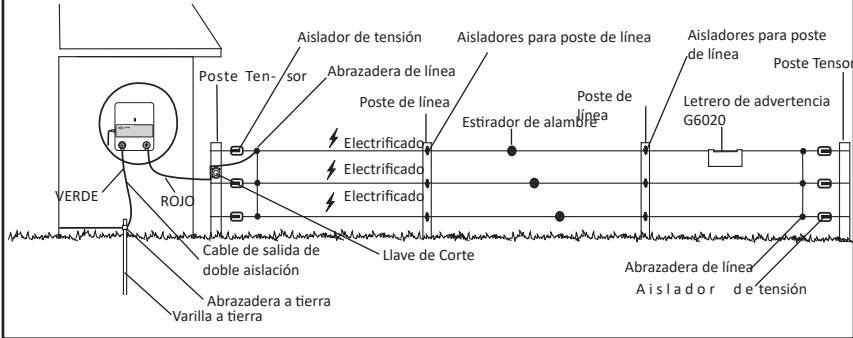 Aislador de tensión
Aisladores para poste de línea
Aisladores para poste
de línea
Poste Ten- sor
Abrazadera de línea
Poste Tensor
Poste de línea
Estirador de alambre
Poste de
línea
Letrero de advertencia
G6020
Electrificado
Electrificado
Electrificado
VERDE
ROJO
Cable de salida de
doble aislación
Llave de Corte
Abrazadera de línea
Aislador de tensión
Abrazadera a tierra
Varilla a tierra